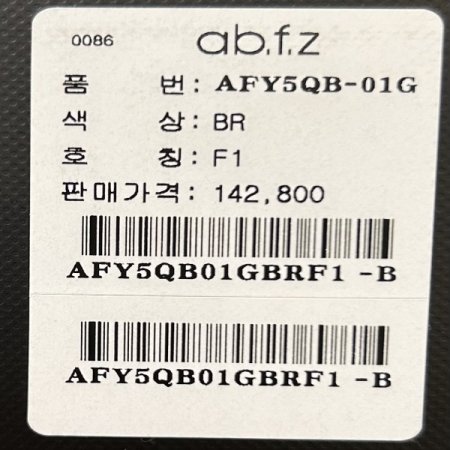 0086 ab.f.z
품 번: AFY5QB-01G
색 상: BR
호 칭: F1
판매가격: 142,800
AFY5QB01GBRF1 -B
AFY5QB01GBRF1 -B